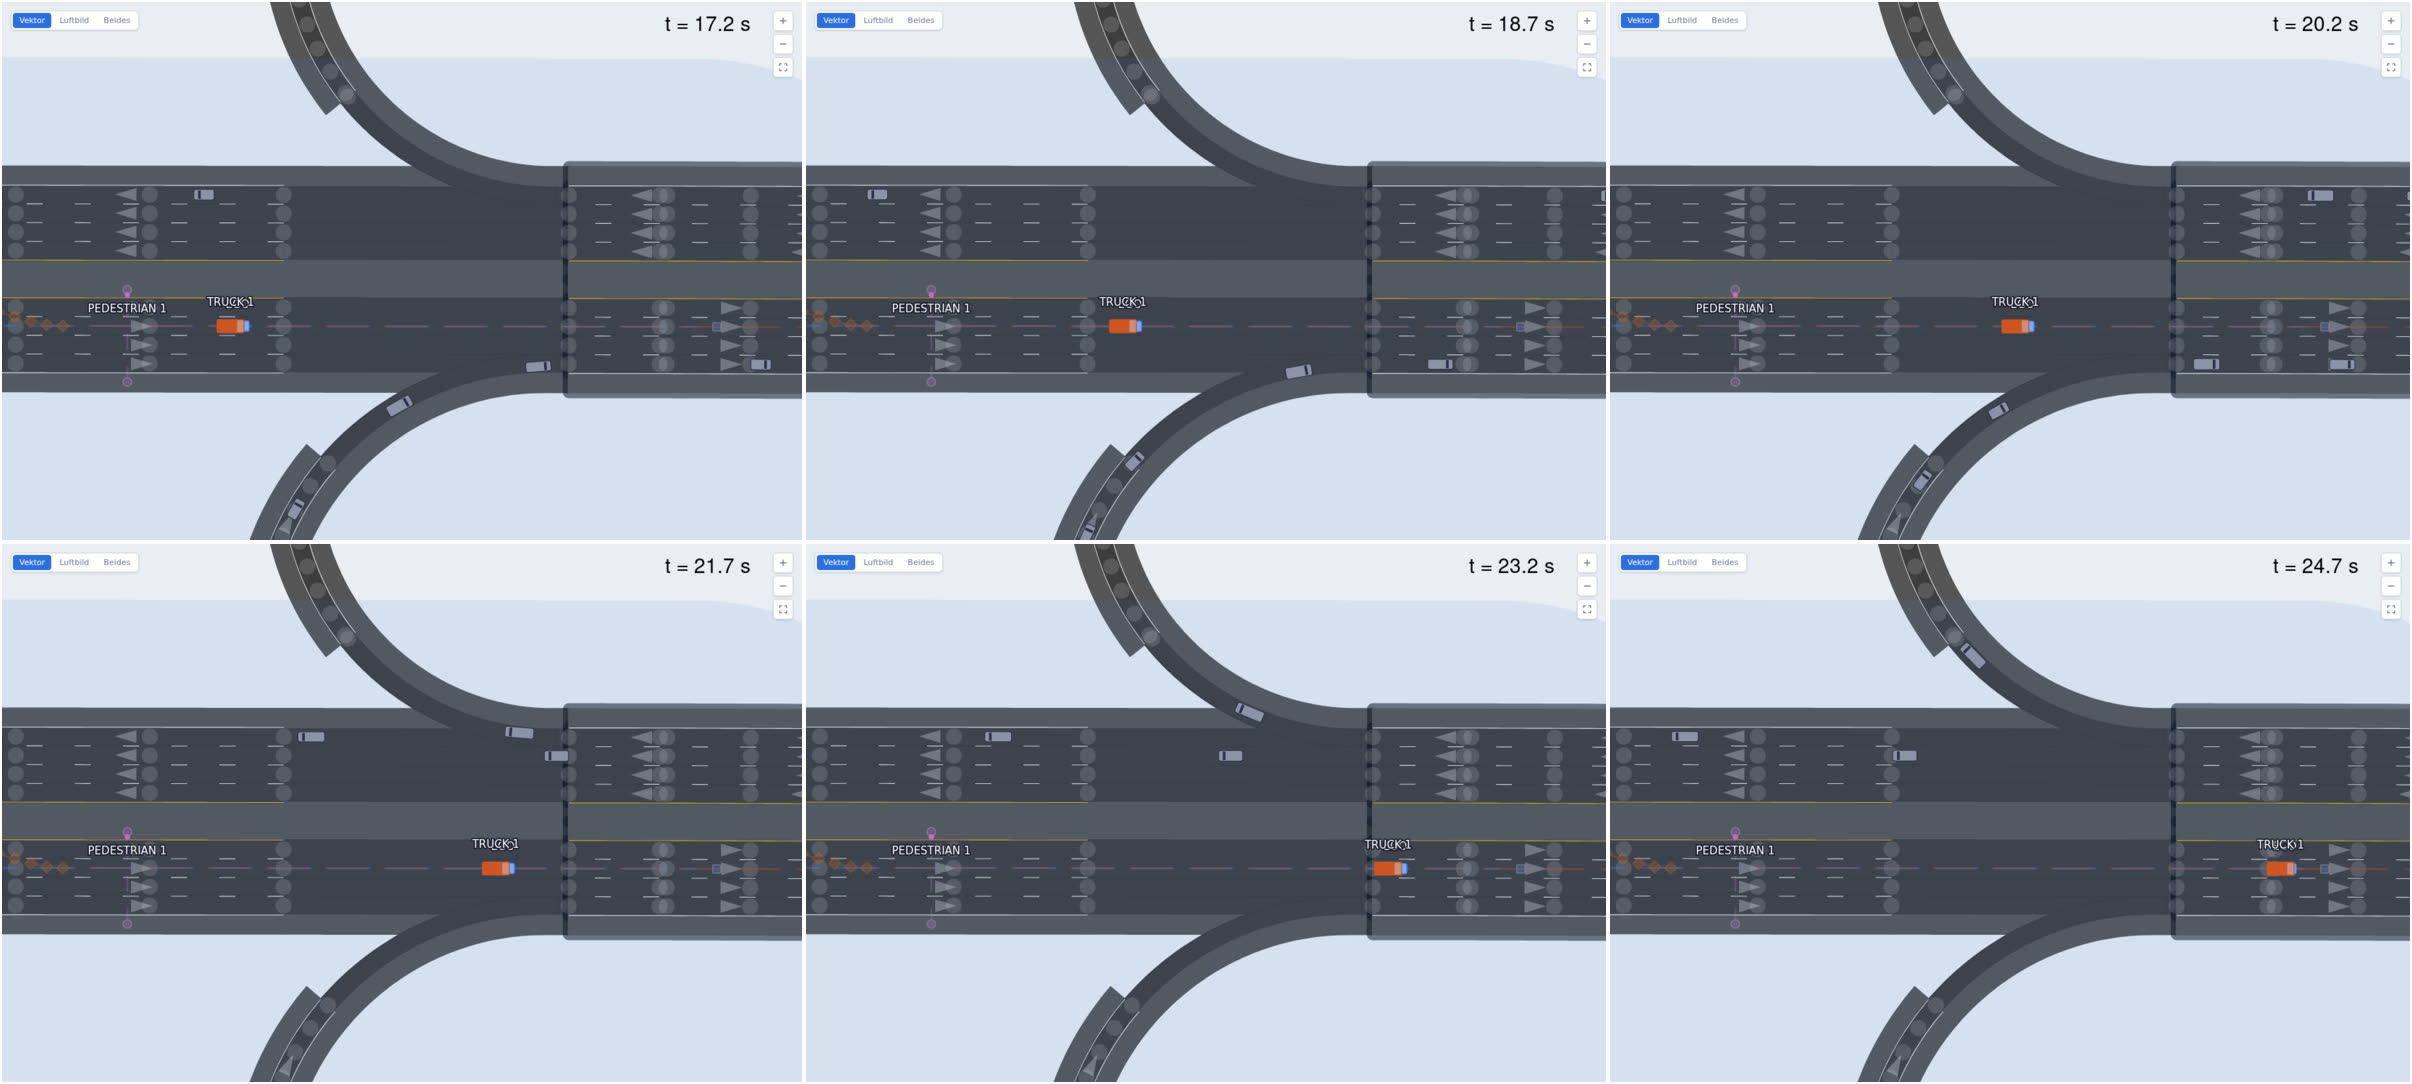 Vektor Luftbild Beides t = 17.2 s +
−
TRUCK 1
PEDESTRIAN 1
Vektor Luftbild Beides t = 18.7 s +
−
TRUCK 1
PEDESTRIAN 1
Vektor Luftbild Beides t = 20.2 s +
−
TRUCK 1
PEDESTRIAN 1
Vektor Luftbild Beides t = 21.7 s +
−
TRUCK 1
PEDESTRIAN 1
Vektor Luftbild Beides t = 23.2 s +
−
TRUCK 1
PEDESTRIAN 1
Vektor Luftbild Beides t = 24.7 s +
−
TRUCK 1
PEDESTRIAN 1